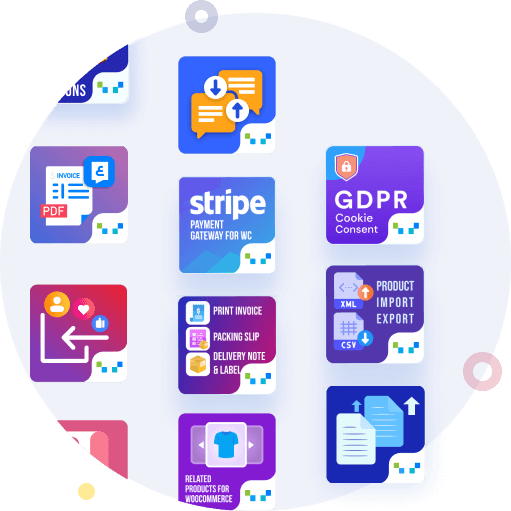 INVOICE
PDF
stripe
PAYMENT
GATEWAY FOR WC
PRINT INVOICE
PACKING SLIP
DELIVERY NOTE
& LABEL
RELATED
PRODUCTS FOR
WOOCOMMERCE
GDPR
Cookie
Consent
PRODUCT
IMPORT
EXPORT
XML
CSV